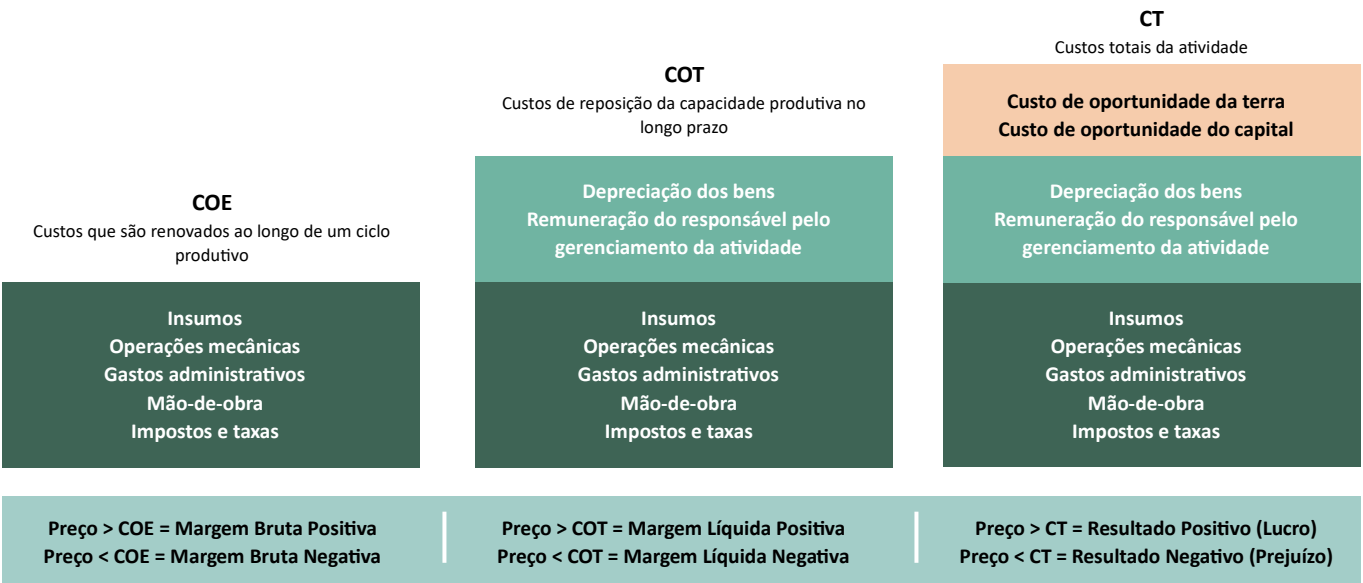 COE
Custos que são renovados ao longo de um ciclo
produtivo
Insumos
Operações mecânicas
Gastos administrativos
Mão-de-obra
Impostos e taxas
Preço > COE = Margem Bruta Positiva
Preço < COE = Margem Bruta Negativa
COT
Custos de reposição da capacidade produtiva no
longo prazo
Depreciação dos bens
Remuneração do responsável pelo
gerenciamento da atividade
Insumos
Operações mecânicas
Gastos administrativos
Mão-de-obra
Impostos e taxas
Preço > COT = Margem Líquida Positiva
Preço < COT = Margem Líquida Negativa
CT
Custos totais da atividade
Custo de oportunidade da terra
Custo de oportunidade do capital
Depreciação dos bens
Remuneração do responsável pelo
gerenciamento da atividade
Insumos
Operações mecânicas
Gastos administrativos
Mão-de-obra
Impostos e taxas
Preço > CT = Resultado Positivo (Lucro)
Preço < CT = Resultado Negativo (Prejuízo)